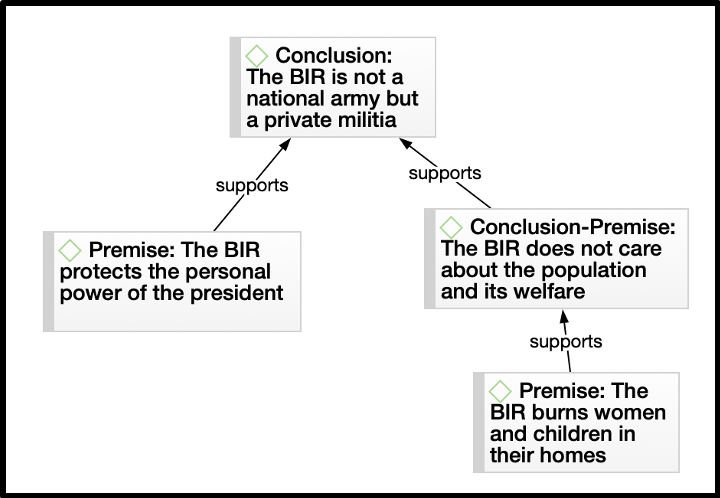 Conclusion:
The BIR is not a
national army but
a private militia
supports
supports
Premise: The BIR
protects the personal
power of the president
Conclusion-Premise:
The BIR does not care
about the population
and its welfare
supports
Premise: The
BIR burns women
and children in
their homes